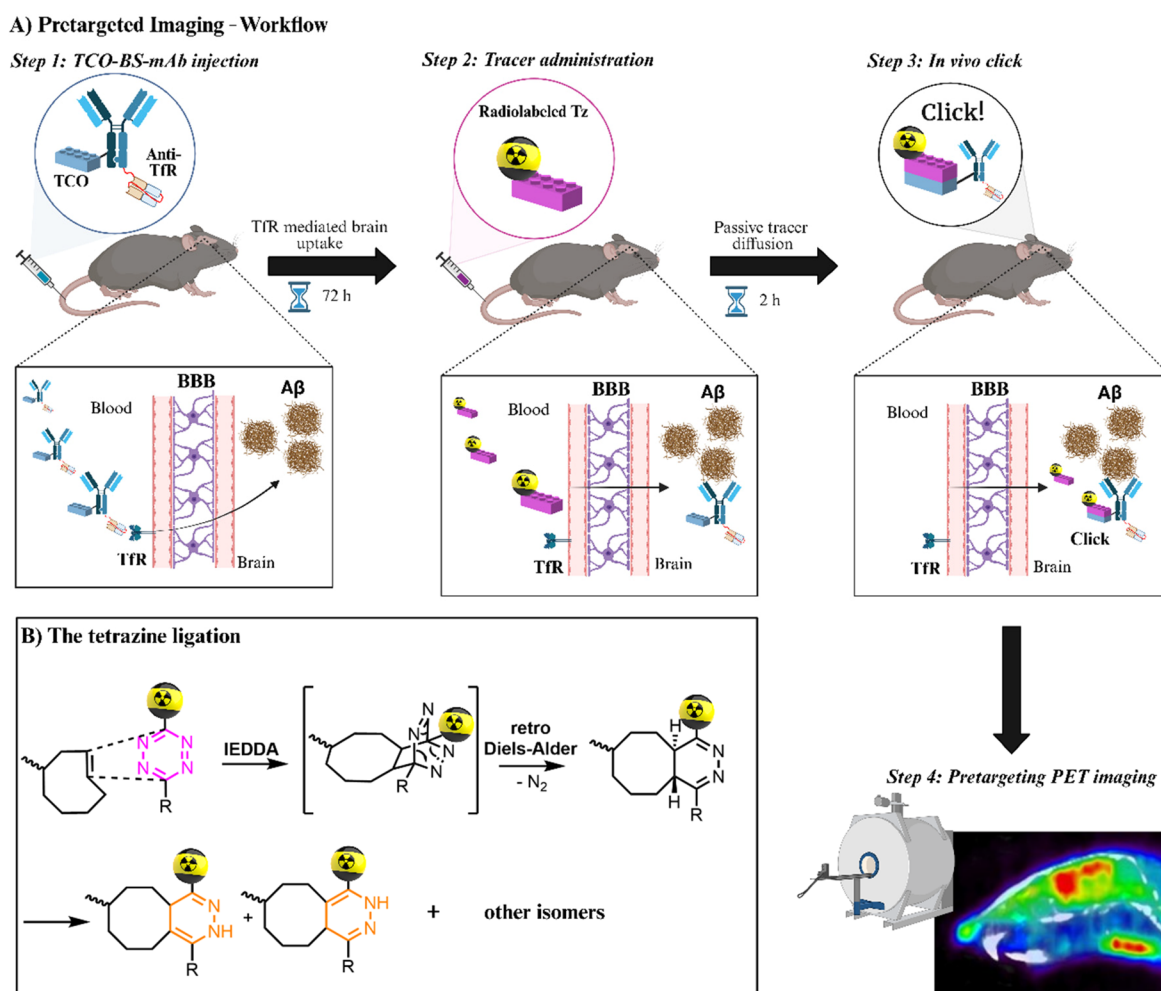 A) Pretargeted Imaging - Workflow
Step 1: TCO-BS-mAb injection
Step 2: Tracer administration
Step 3: In vivo click
Anti-
TfR
TCO
Radiolabeled Tz
Click!
TfR mediated brain
uptake
72 h
Passive tracer
diffusion
2 h
Blood
BBB
Aβ
TfR
Brain
Blood
BBB
Aβ
TfR
Brain
Blood
BBB
Aβ
Click
TfR
Brain
B) The tetrazine ligation
N
N
N
N
R
IEDDA
N
N
N
N
R
retro
Diels-Alder
- N2
H
H
N
N
R
N
NH
R
+
NH
N
R
+
other isomers
Step 4: Pretargeting PET imaging